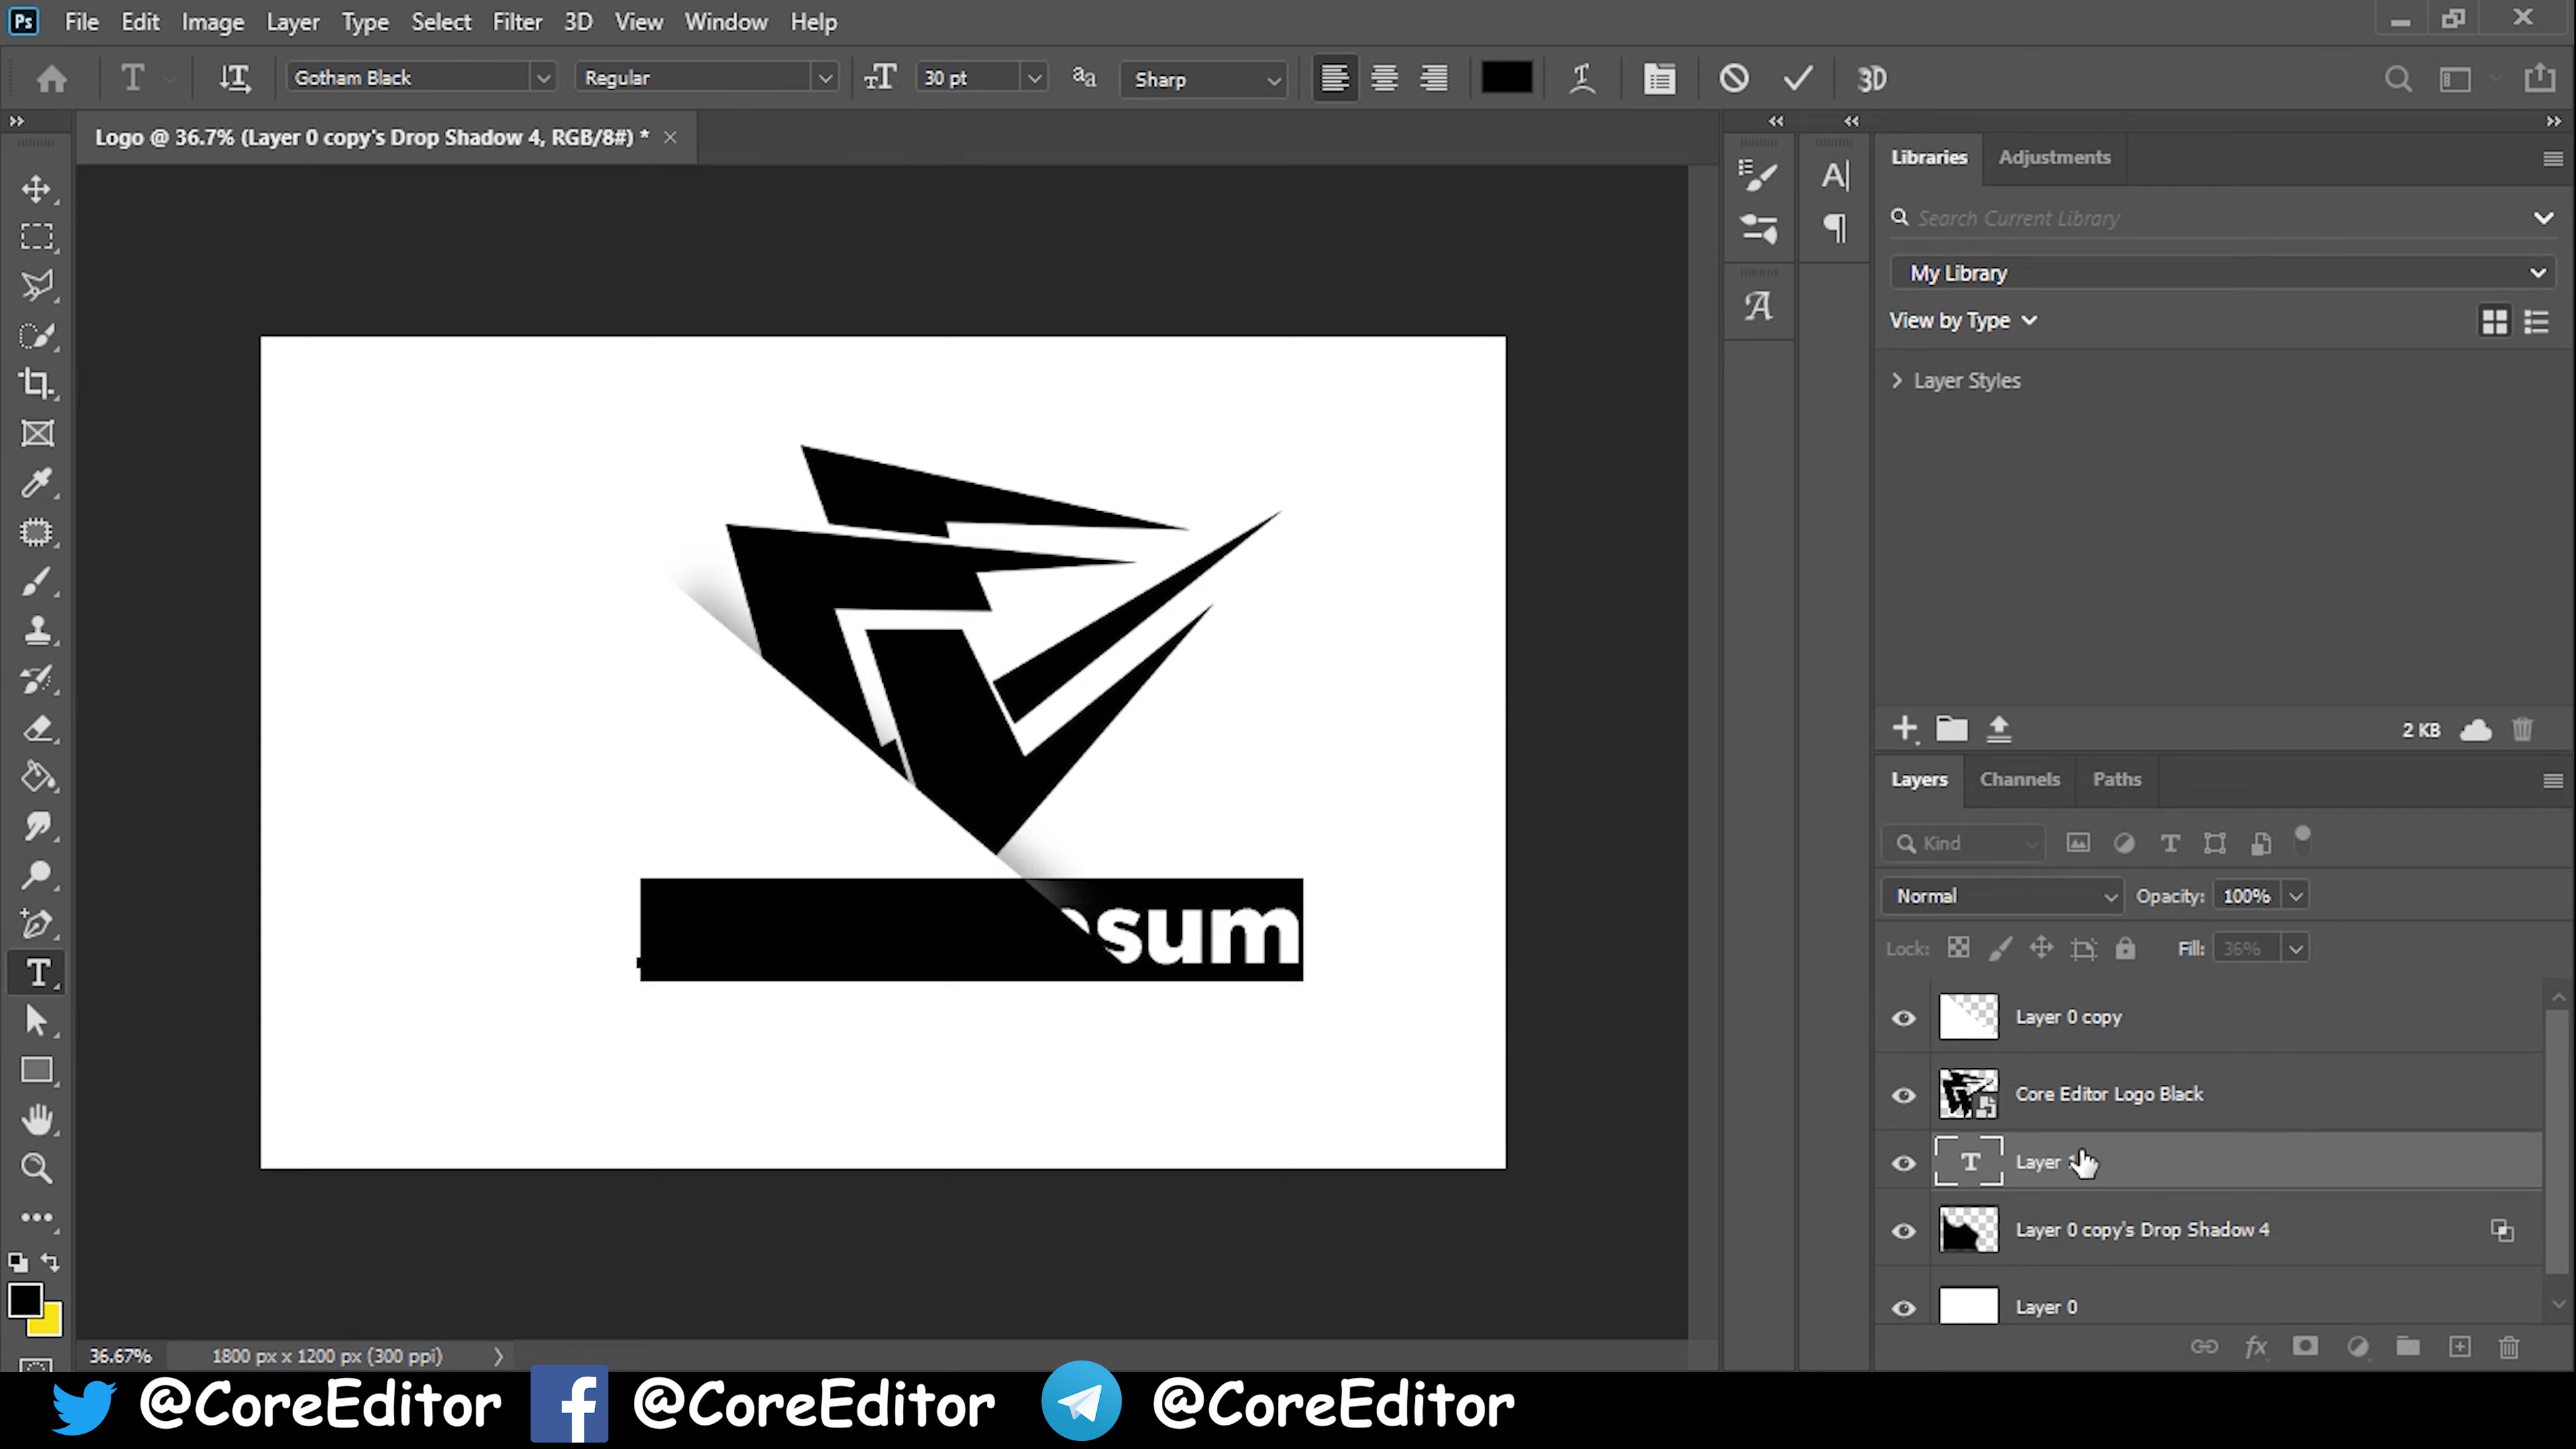 Ps File Edit Image Layer Type Select Filter 3D View Window Help
Gotham Black Regular 30 pt Sharp 3D
Logo @ 36.7% (Layer 0 copy's Drop Shadow 4, RGB/8#) *
Libraries Adjustments
Search Current Library
My Library
View by Type
Layer Styles
2 KB
Layers Channels Paths
Kind
Normal Opacity: 100%
Lock: Fill: 36%
Layer 0 copy
Core Editor Logo Black
Layer
Layer 0 copy's Drop Shadow 4
Layer 0
sum
36.67% 1800 px x 1200 px (300 ppi)
@CoreEditor @CoreEditor @CoreEditor